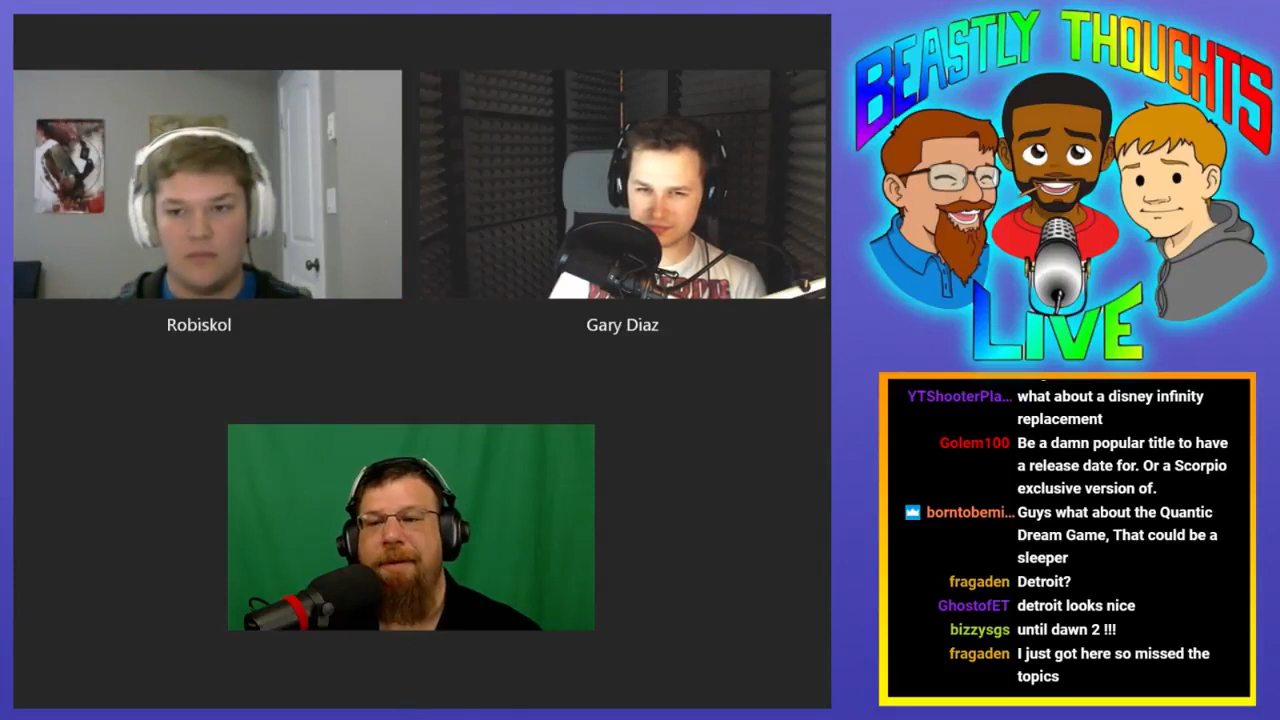 BEASTLY THOUGHTS
LIVE
Robiskol
Gary Diaz
YTShooterPla... what about a disney infinity
replacement
Golem100 Be a damn popular title to have
a release date for. Or a Scorpio
exclusive version of.
borntobemi... Guys what about the Quantic
Dream Game, That could be a
sleeper
fragaden Detroit?
GhostofET detroit looks nice
bizzysgs until dawn 2 !!!
fragaden I just got here so missed the
topics